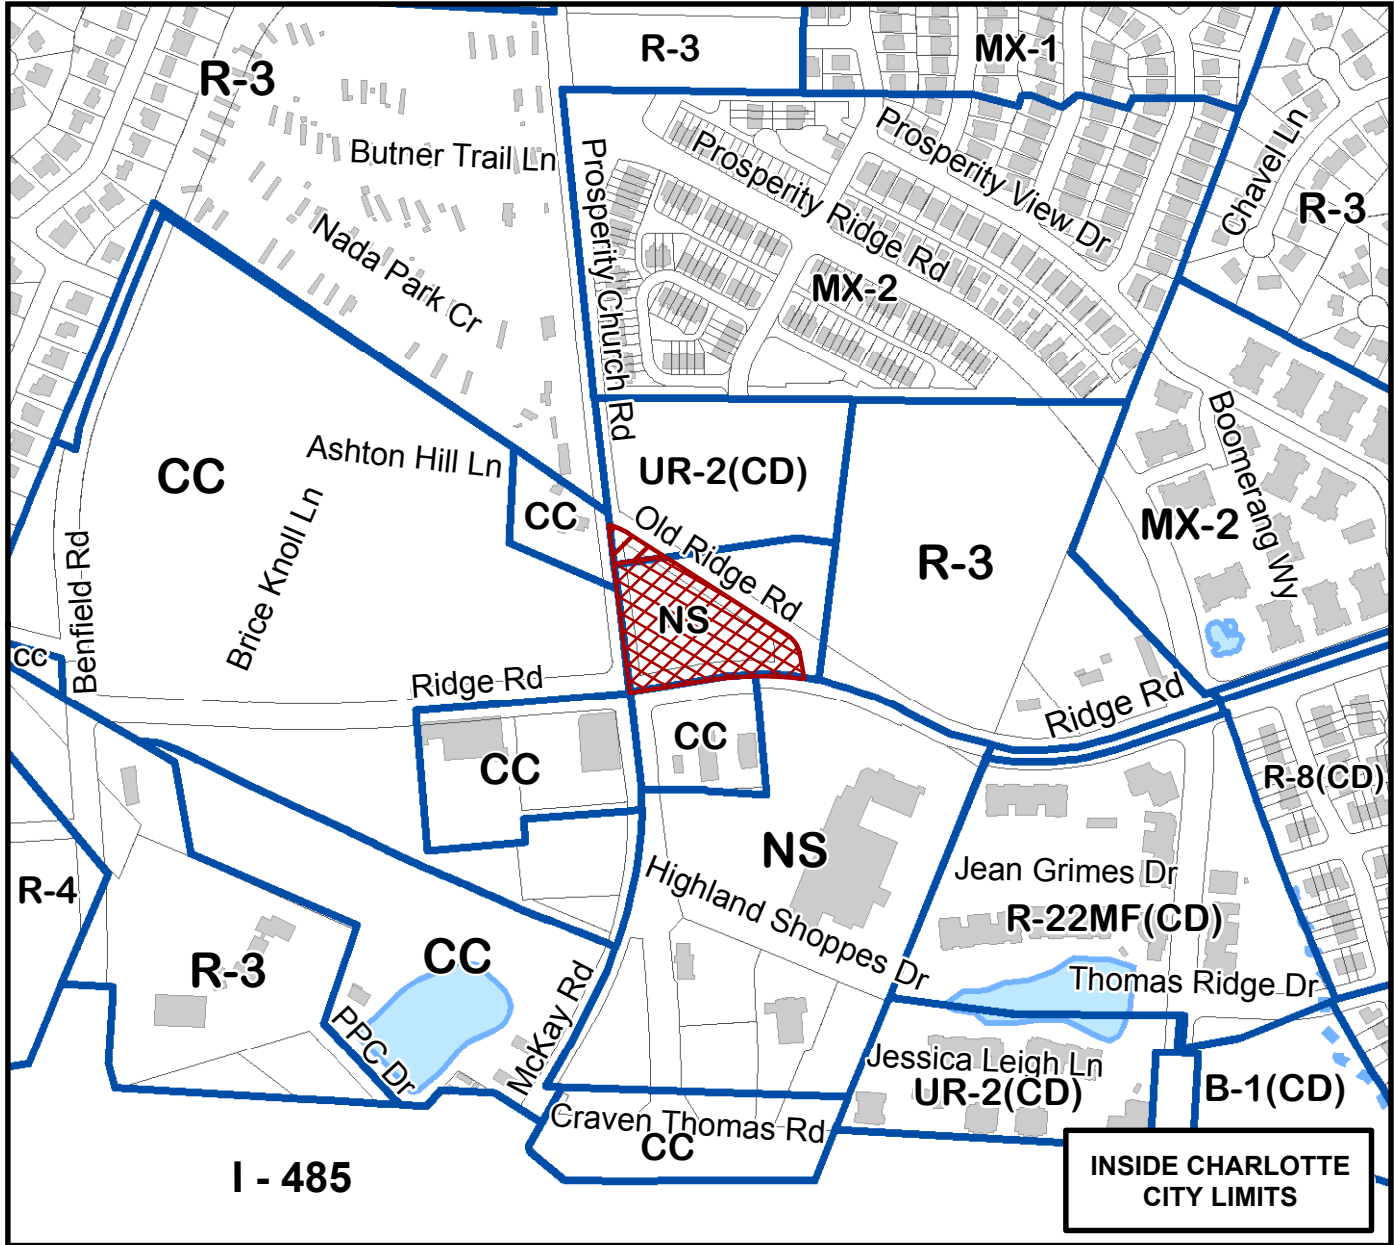 R-3
MX-1
R-3
Butner Trail Ln
Prosperity View Dr
Chavel Ln
Prosperity Ridge Rd
R-3
Prosperity Church Rd
Nada Park Cr
MX-2
Boomerang Wy
Ashton Hill Ln
UR-2(CD)
CC
CC
Old Ridge Rd
MX-2
Brice Knoll Ln
R-3
Benfield Rd
NS
CC
Ridge Rd
Ridge Rd
CC
CC
R-8(CD)
NS
Jean Grimes Dr
R-4
Highland Shoppes Dr
R-22MF(CD)
CC
R-3
Thomas Ridge Dr
McKay Rd
PPC Dr
Jessica Leigh Ln
UR-2(CD)
B-1(CD)
Craven Thomas Rd
CC
I - 485
INSIDE CHARLOTTE
CITY LIMITS